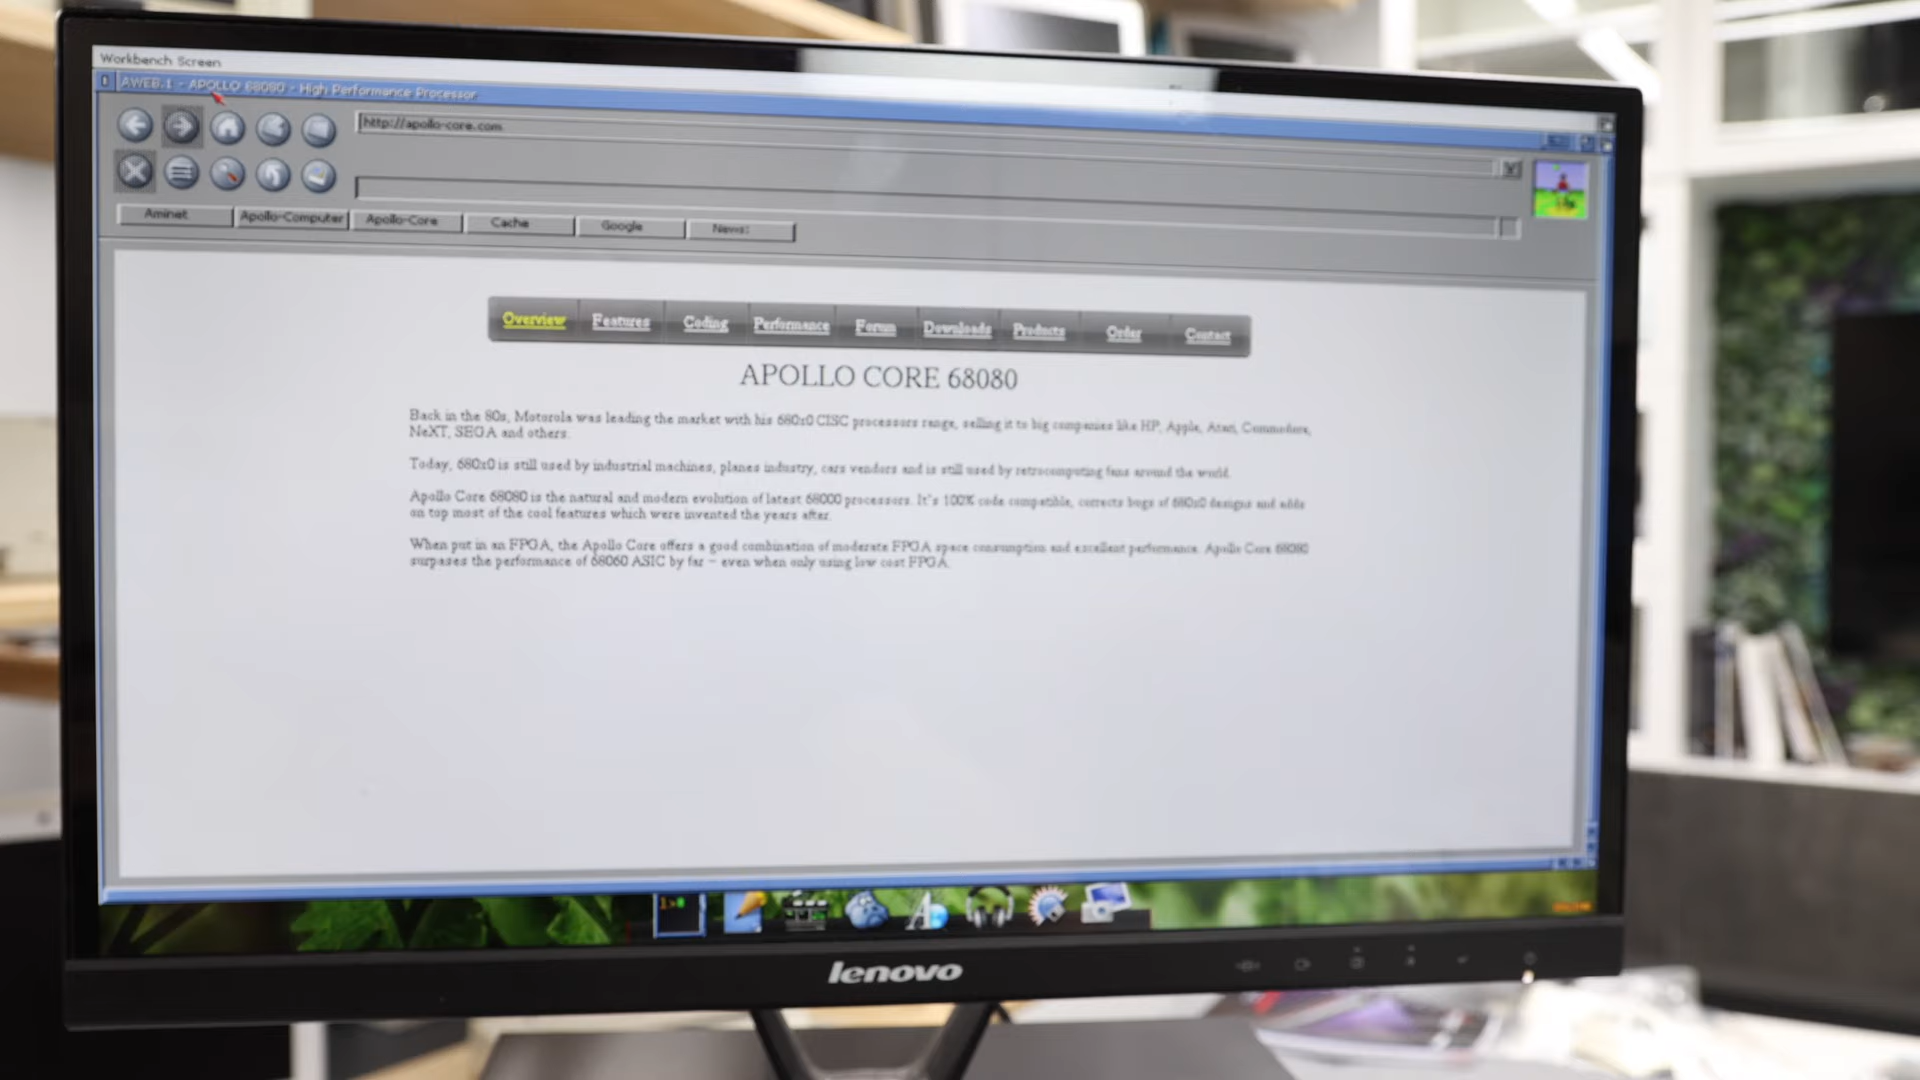 Workbench Screen
AWEB.1 - APOLLO 68080 - High Performance Processor
http://apollo-core.com
Aminet Apollo-Computer Apollo-Core Cache Google News!
Overview Features Coding Performance Forum Downloads Products Order Contact
APOLLO CORE 68080
Back in the 80s, Motorola was leading the market with his 680x0 CISC processors range, selling it to big companies like HP, Apple, Atari, Commodore,
NeXT, SEGA and others.
Today, 680x0 is still used by industrial machines, planes industry, cars vendors and is still used by retrocomputing fans around the world.
Apollo Core 68080 is the natural and modern evolution of latest 68000 processors. It's 100% code compatible, corrects bugs of 680x0 designs and adds
on top most of the cool features which were invented the years after.
When put in an FPGA, the Apollo Core offers a good combination of moderate FPGA space consumption and excellent performance. Apollo Core 68080
surpases the performance of 68060 ASIC by far - even when only using low cost FPGA.
lenovo